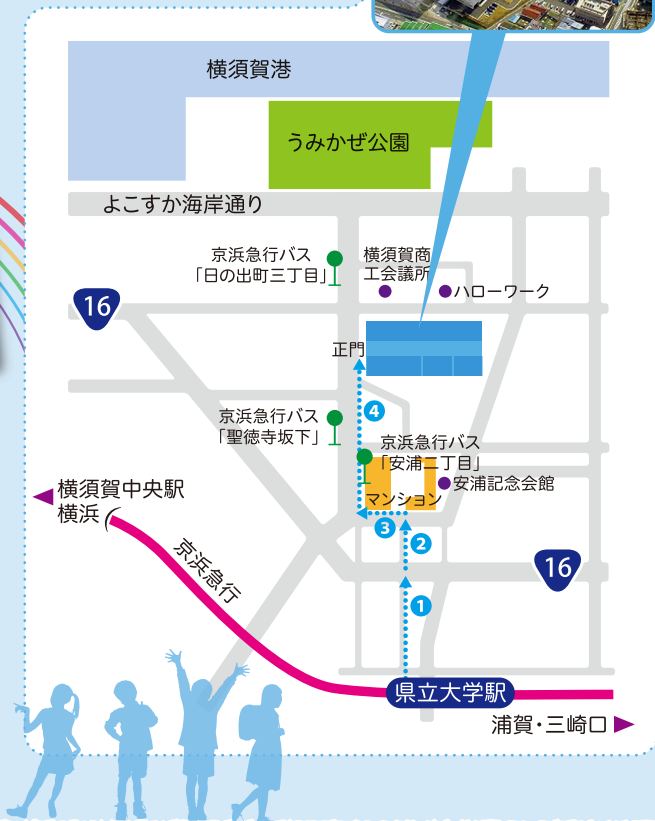 横須賀港
うみかぜ公園
よこすか海岸通り
京浜急行バス
「日の出町三丁目」
横須賀商
工会議所
ハローワーク
16
正門
4
京浜急行バス
「聖徳寺坂下」
京浜急行バス
「安浦二丁目」
安浦記念会館
マンション
横須賀中央駅
横浜
3
2
京浜急行
16
1
県立大学駅
浦賀・三崎口